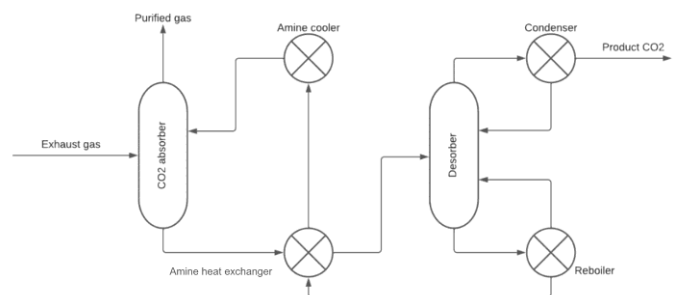 Purified gas
Amine cooler
Condenser
Product CO2
Exhaust gas
CO2 absorber
Desorber
Amine heat exchanger
Reboiler